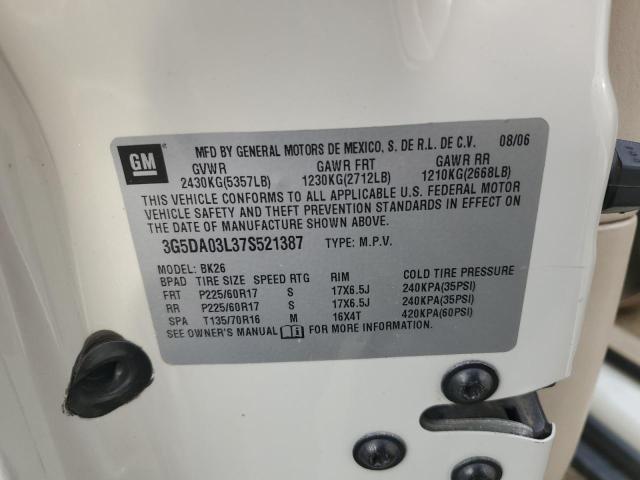 GM
MFD BY GENERAL MOTORS DE MEXICO, S. DE R.L. DE C.V. 08/06
GVWR GAWR FRT GAWR RR
2430KG(5357LB) 1230KG(2712LB) 1210KG(2668LB)
THIS VEHICLE CONFORMS TO ALL APPLICABLE U.S. FEDERAL MOTOR
VEHICLE SAFETY AND THEFT PREVENTION STANDARDS IN EFFECT ON
THE DATE OF MANUFACTURE SHOWN ABOVE.
3G5DA03L37S521387 TYPE: M.P.V.
MODEL: BK26
BPAD TIRE SIZE SPEED RTG RIM COLD TIRE PRESSURE
FRT P225/60R17 S 17X6.5J 240KPA(35PSI)
RR P225/60R17 S 17X6.5J 240KPA(35PSI)
SPA T135/70R16 M 16X4T 420KPA(60PSI)
SEE OWNER'S MANUAL FOR MORE INFORMATION.